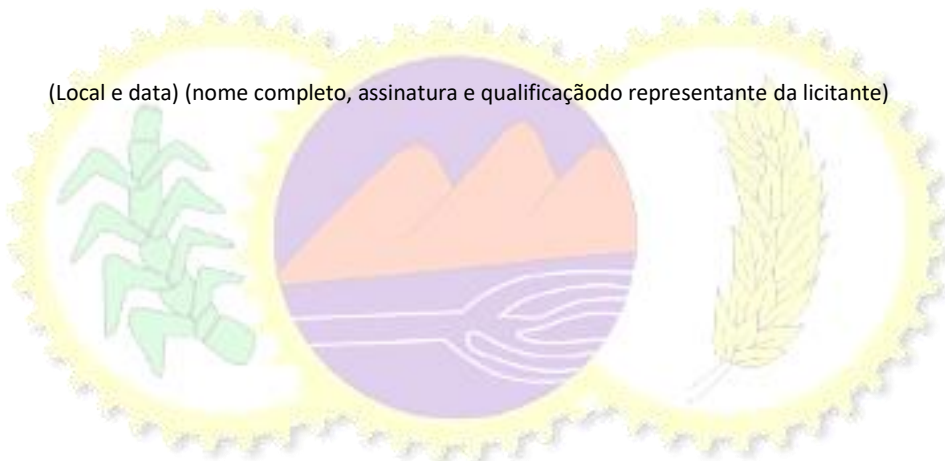 (Local e data) (nome completo, assinatura e qualificaçãodo representante da licitante)